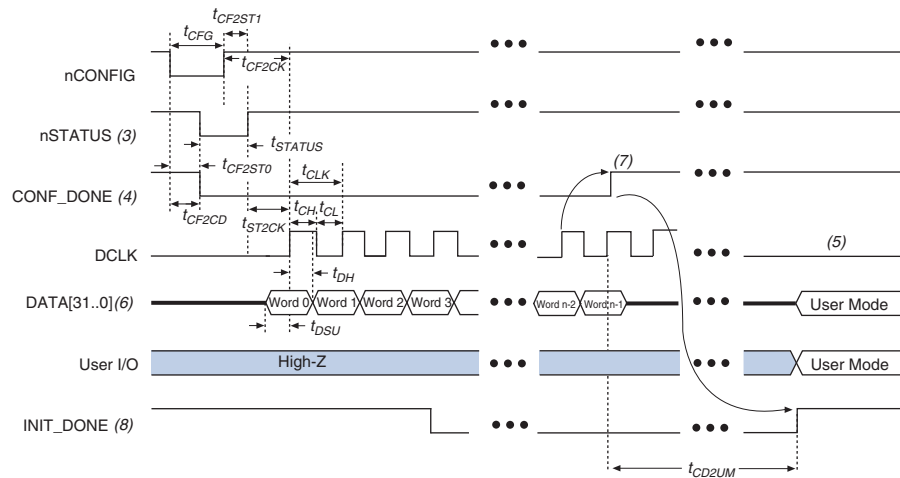 tCF2ST1
tCFG
tCF2CK
nCONFIG
nSTATUS (3)
tSTATUS
tCF2ST0
tCLK
(7)
CONF_DONE (4)
tCF2CD
tST2CK
tCH
tCL
DCLK
(5)
tDH
DATA[31..0](6)
Word 0
Word 1
Word 2
Word 3
Word n-2
Word n-1
User Mode
tDSU
User I/O
High-Z
User Mode
INIT_DONE (8)
tCD2UM